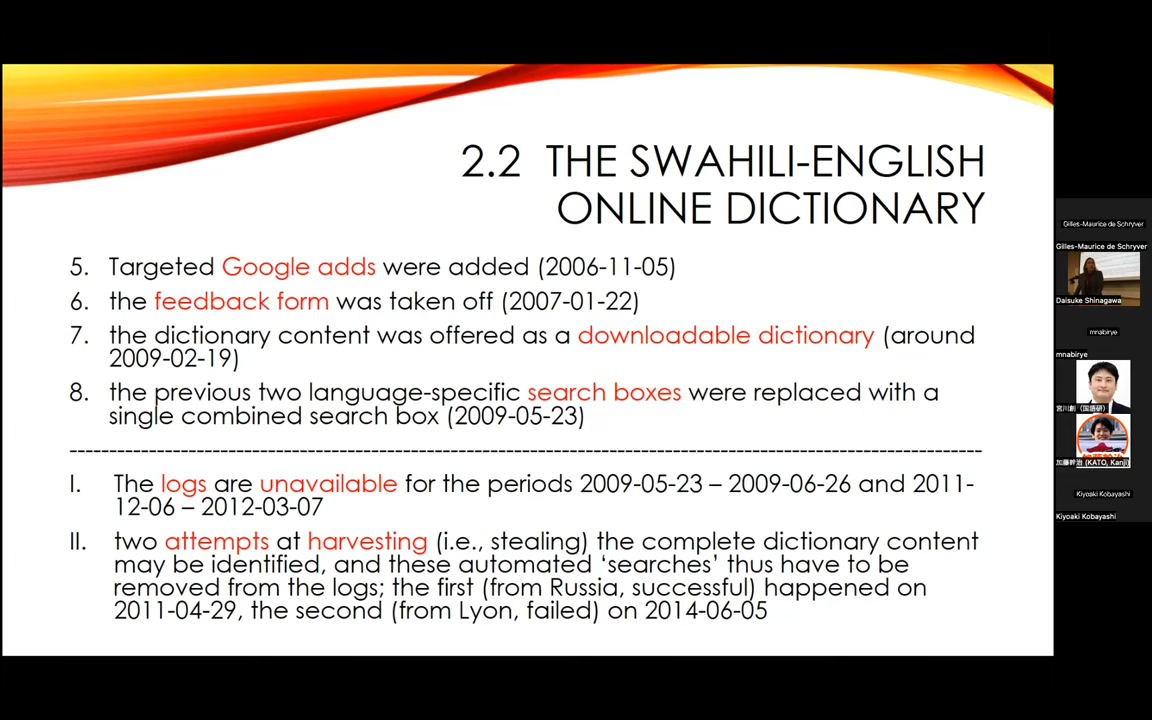 2.2 THE SWAHILI-ENGLISH
ONLINE DICTIONARY
5. Targeted Google adds were added (2006-11-05)
6. the feedback form was taken off (2007-01-22)
7. the dictionary content was offered as a downloadable dictionary (around
2009-02-19)
8. the previous two language-specific search boxes were replaced with a
single combined search box (2009-05-23)
I. The logs are unavailable for the periods 2009-05-23 – 2009-06-26 and 2011-
12-06 – 2012-03-07
II. two attempts at harvesting (i.e., stealing) the complete dictionary content
may be identified, and these automated ‘searches’ thus have to be
removed from the logs; the first (from Russia, successful) happened on
2011-04-29, the second (from Lyon, failed) on 2014-06-05
Gilles-Maurice de Schryver
Gilles-Maurice de Schryver
Daisuke Shinagawa
mnabirye
mnabirye
宮川創（国語研）
加藤幹治 (KATO, Kanji)
Kiyoaki Kobayashi
Kiyoaki Kobayashi